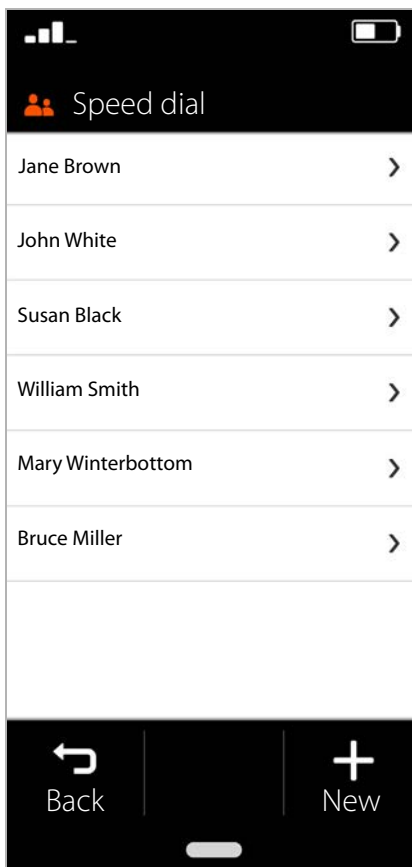 Speed dial
Jane Brown
John White
Susan Black
William Smith
Mary Winterbottom
Bruce Miller
Back
New